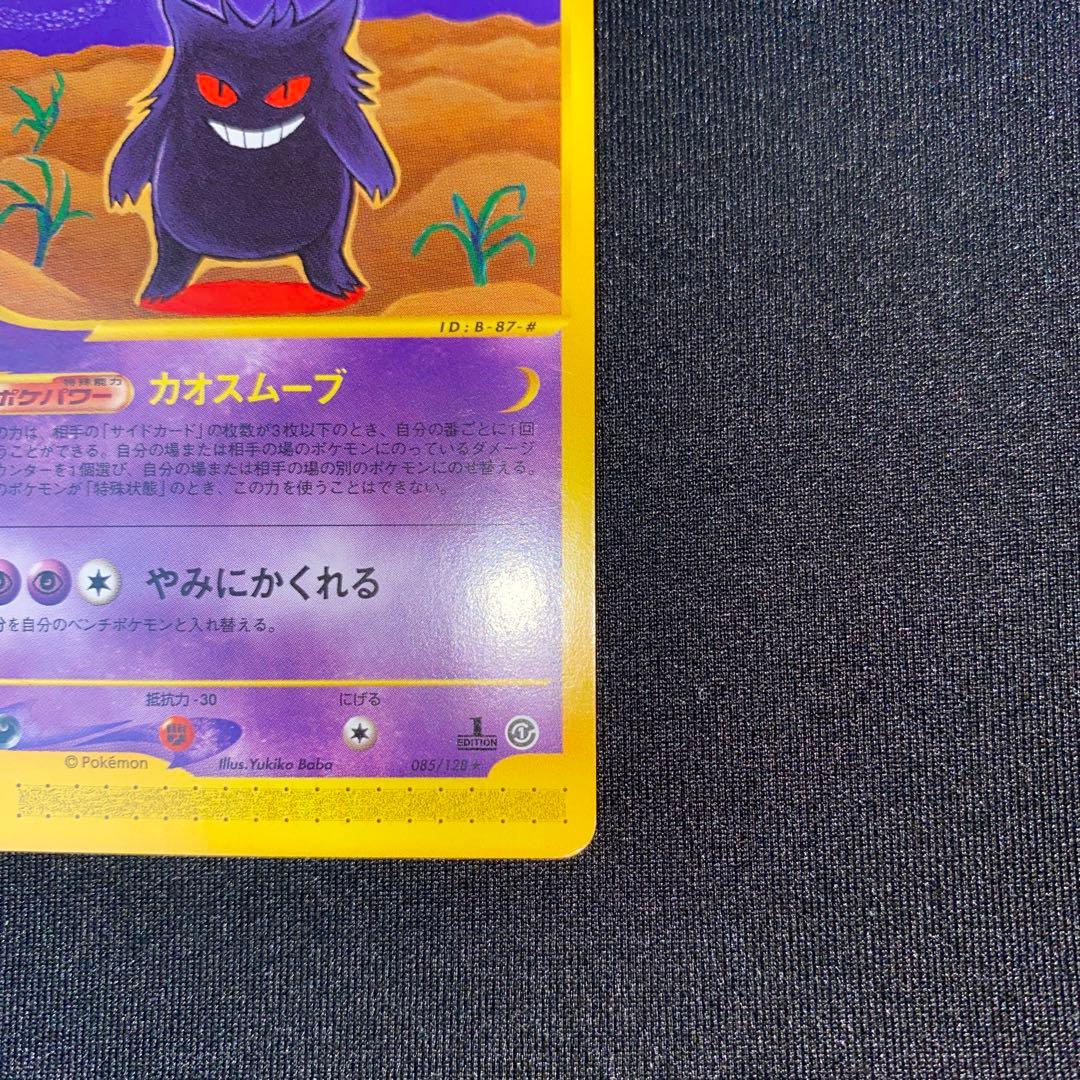 ID:B-87-#
ポケパワー 特殊能力 カオスムーブ
の力は、相手の「サイドカード」の枚数が3枚以下のとき、自分の番ごとに1回
うことができる。自分の場または相手の場のポケモンにのっているダメージ
ウンターを1個選び、自分の場または相手の場の別のポケモンにのせ替える。
のポケモンが「特殊状態」のとき、この力を使うことはできない。
やみにかくれる
分を自分のベンチポケモンと入れ替える。
抵抗力 -30 にげる
1 EDITION 1
© Pokémon Illus.Yukiko Baba 085/128★